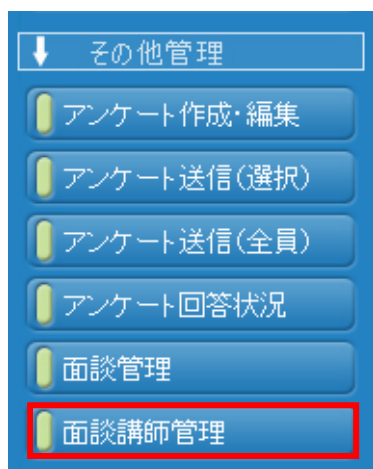 その他管理
アンケート作成・編集
アンケート送信(選択)
アンケート送信(全員)
アンケート回答状況
面談管理
面談講師管理